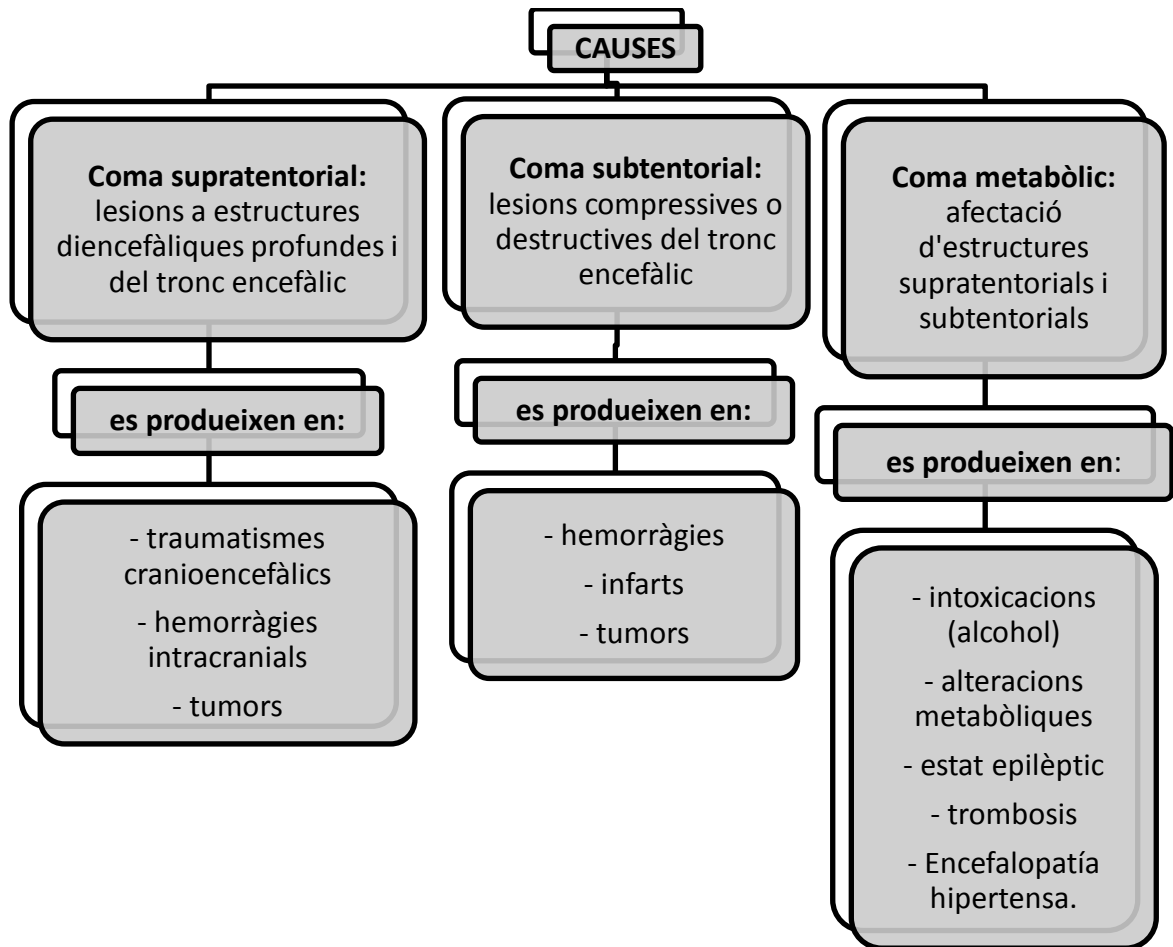 CAUSES
Coma supratentorial:
lesions a estructures
diencefàliques profundes i
del tronc encefàlic
es produeixen en:
- traumatismes
cranioencefàlics
- hemorràgies
intracranials
- tumors
Coma subtentorial:
lesions compressives o
destructives del tronc
encefàlic
es produeixen en:
- hemorràgies
- infarts
- tumors
Coma metabòlic:
afectació
d'estructures
supratentorials i
subtentorials
es produeixen en:
- intoxicacions
(alcohol)
- alteracions
metabòliques
- estat epilèptic
- trombosis
- Encefalopatía
hipertensa.